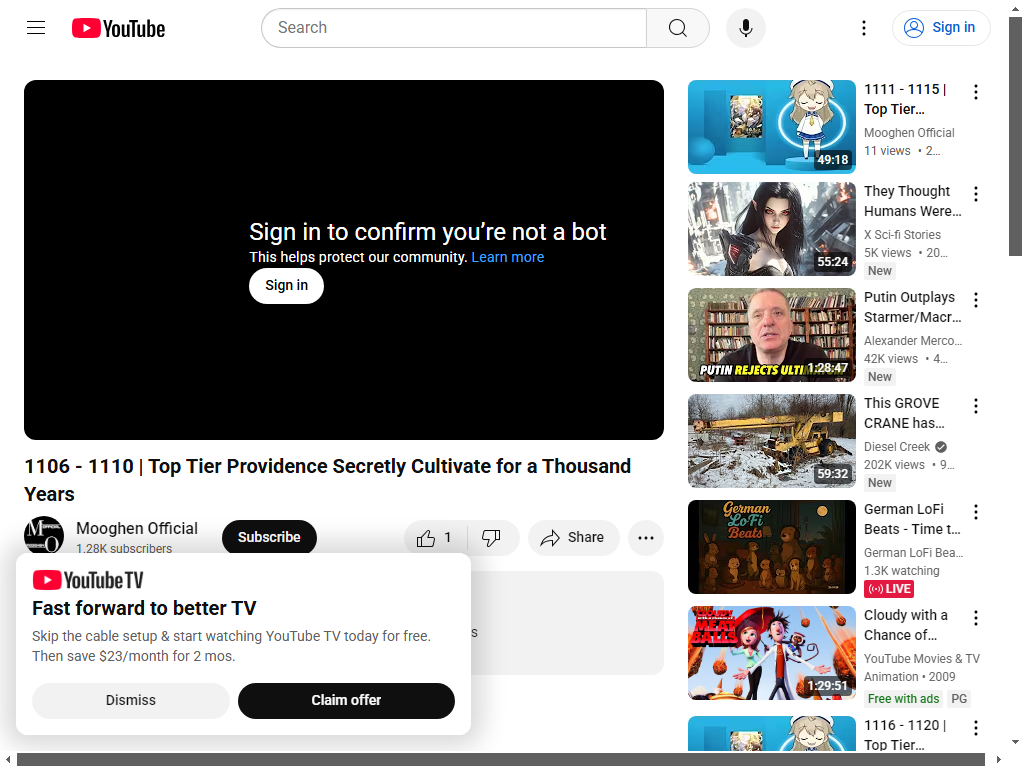 YouTube
Search
Sign in
Sign in to confirm you're not a bot
This helps protect our community. Learn more
Sign in
1106 - 1110 | Top Tier Providence Secretly Cultivate for a Thousand
Years
Mooghen Official
1.28K subscribers
Subscribe
1
Share
YouTube TV
Fast forward to better TV
Skip the cable setup & start watching YouTube TV today for free.
Then save $23/month for 2 mos.
Dismiss
Claim offer
s
49:18
1111 - 1115 |
Top Tier…
Mooghen Official
11 views • 2…
55:24
They Thought
Humans Were…
X Sci-fi Stories
5K views • 20…
New
1:28:47
Putin Outplays
Starmer/Macr…
Alexander Merco…
42K views • 4…
New
PUTIN REJECTS
59:32
This GROVE
CRANE has…
Diesel Creek
202K views • 9…
New
German
LoFi
Beats
German LoFi
Beats - Time t…
German LoFi Bea…
1.3K watching
LIVE
CLOUDY
MEAT
BALLS
1:29:51
Cloudy with a
Chance of…
YouTube Movies & TV
Animation • 2009
Free with ads
PG
1116 - 1120 |
Top Tier…